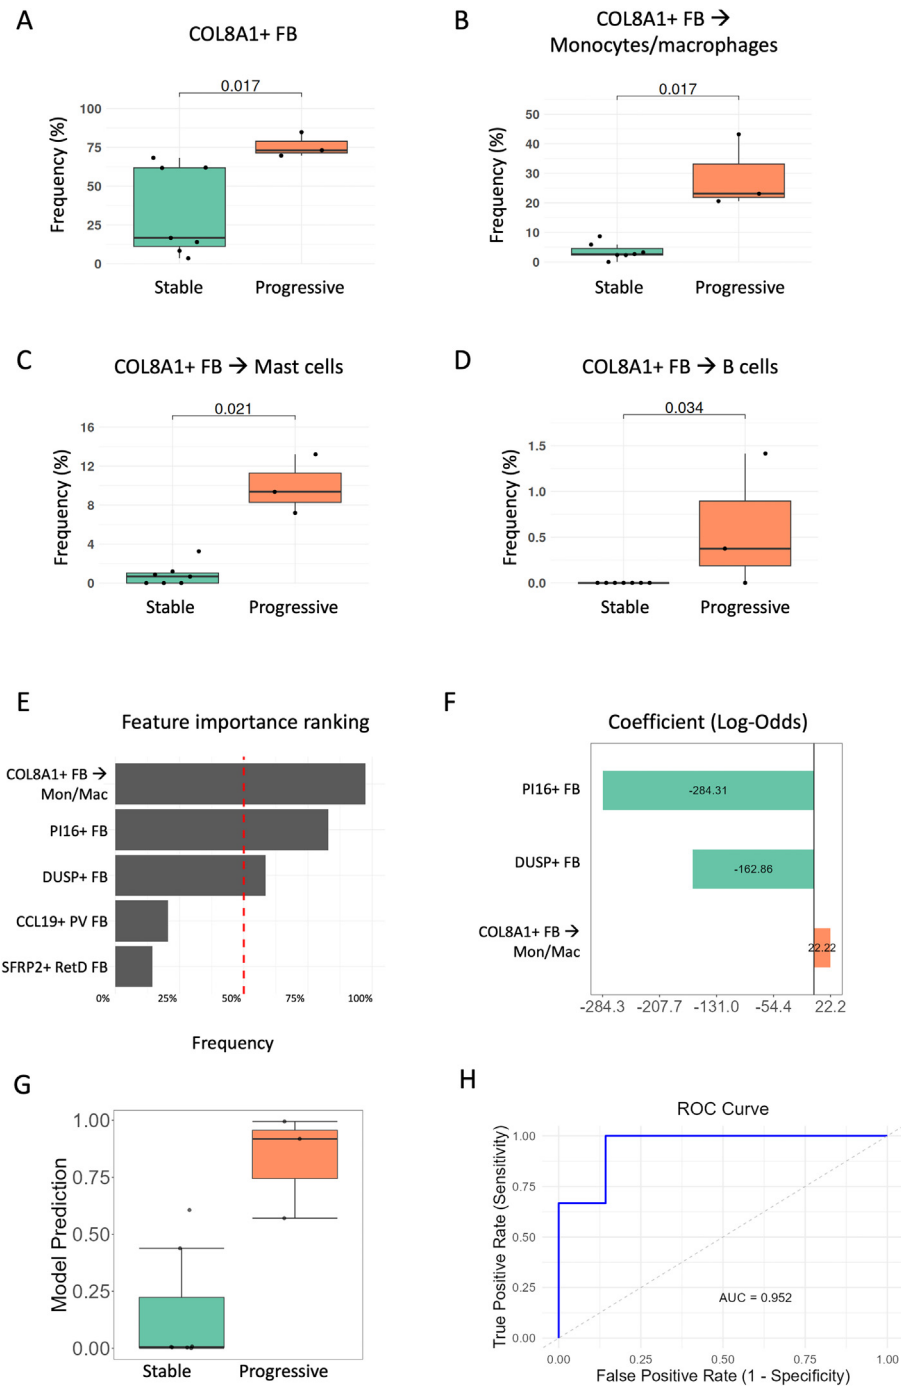 A
COL8A1+ FB
0.017
Frequency (%)
100
75
50
25
0
Stable
Progressive
B
COL8A1+ FB →
Monocytes/macrophages
0.017
Frequency (%)
50
40
30
20
10
0
Stable
Progressive
C
COL8A1+ FB → Mast cells
0.021
Frequency (%)
16
12
8
4
0
Stable
Progressive
D
COL8A1+ FB → B cells
0.034
Frequency (%)
1.5
1.0
0.5
0.0
Stable
Progressive
E
Feature importance ranking
COL8A1+ FB →
Mon/Mac
PI16+ FB
DUSP+ FB
CCL19+ PV FB
SFRP2+ RetD FB
0%
25%
50%
75%
100%
Frequency
F
Coefficient (Log-Odds)
PI16+ FB
-284.31
DUSP+ FB
-162.86
COL8A1+ FB →
Mon/Mac
22.22
-284.3
-207.7
-131.0
-54.4
22.2
G
Model Prediction
1.00
0.75
0.50
0.25
0.00
Stable
Progressive
H
ROC Curve
True Positive Rate (Sensitivity)
1.00
0.75
0.50
0.25
0.00
AUC = 0.952
0.00
0.25
0.50
0.75
1.00
False Positive Rate (1 - Specificity)